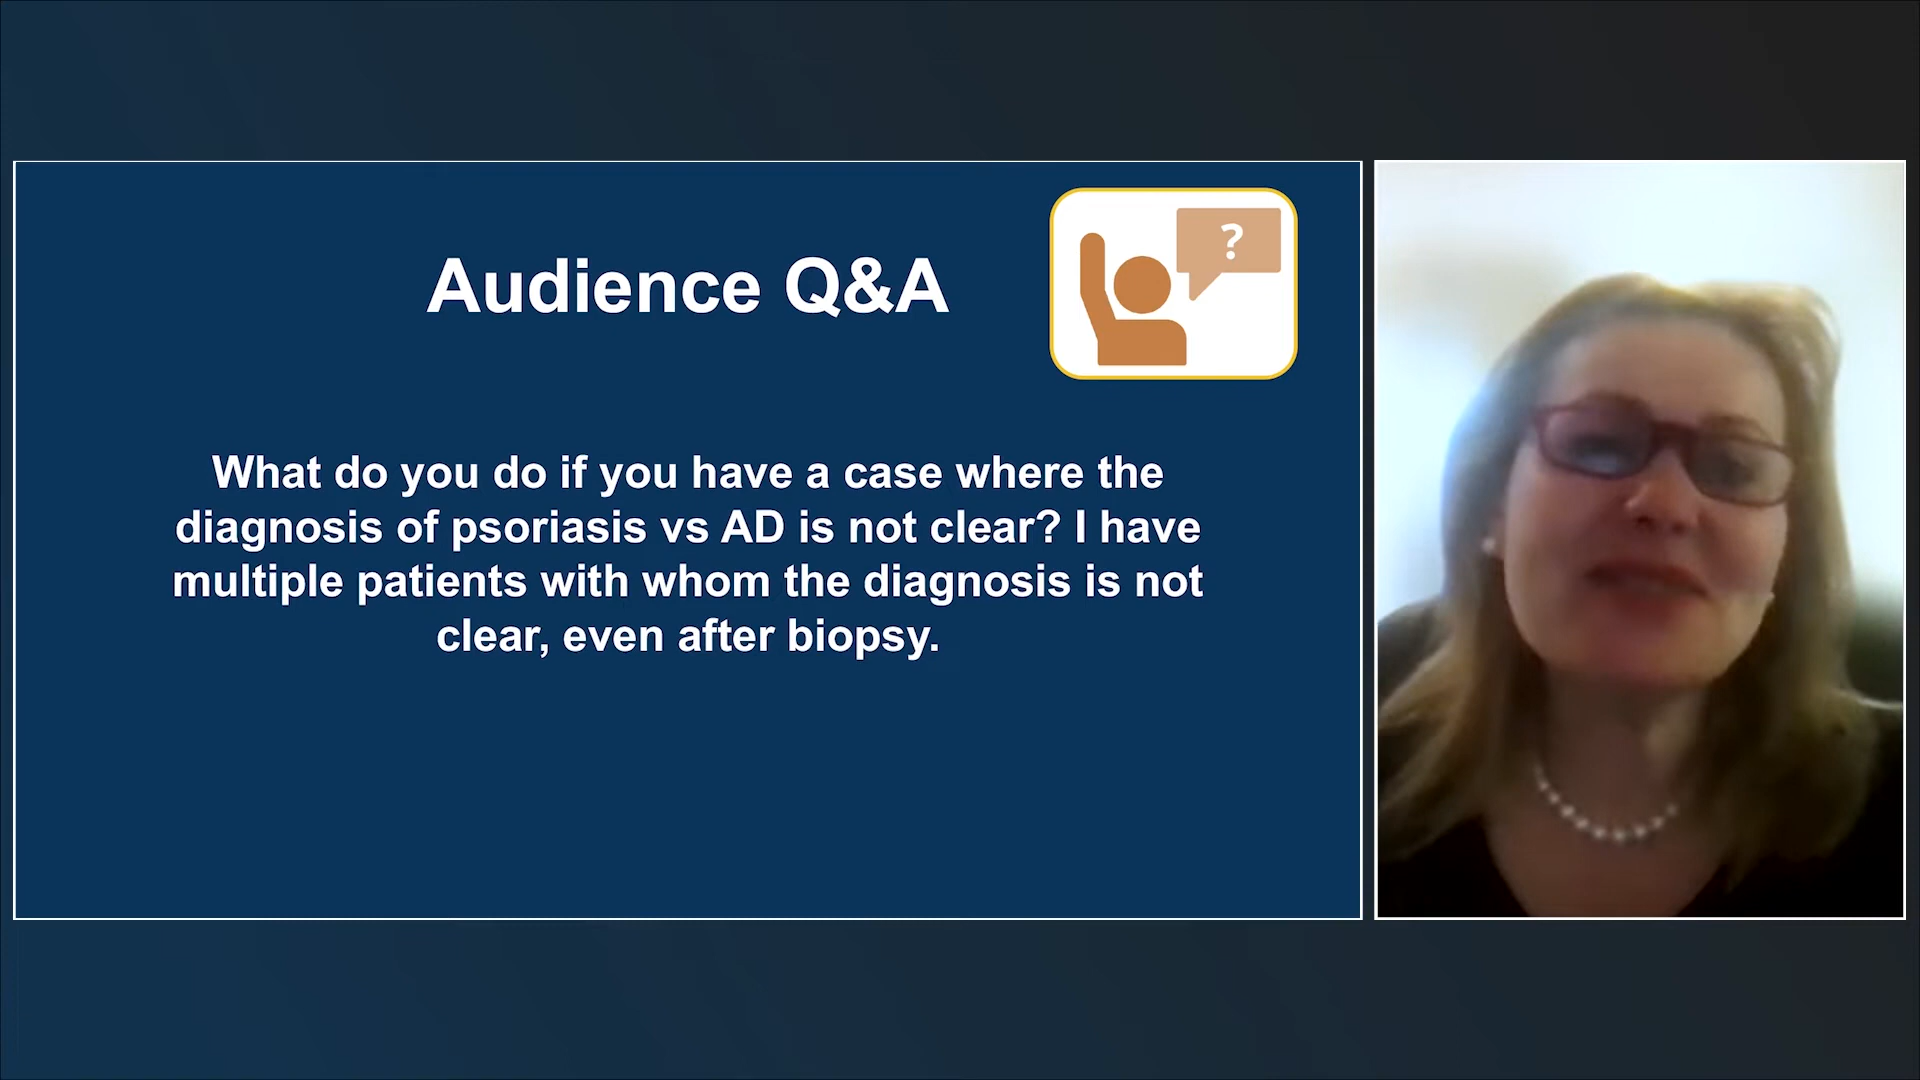 Audience Q&A
?
What do you do if you have a case where the
diagnosis of psoriasis vs AD is not clear? I have
multiple patients with whom the diagnosis is not
clear, even after biopsy.